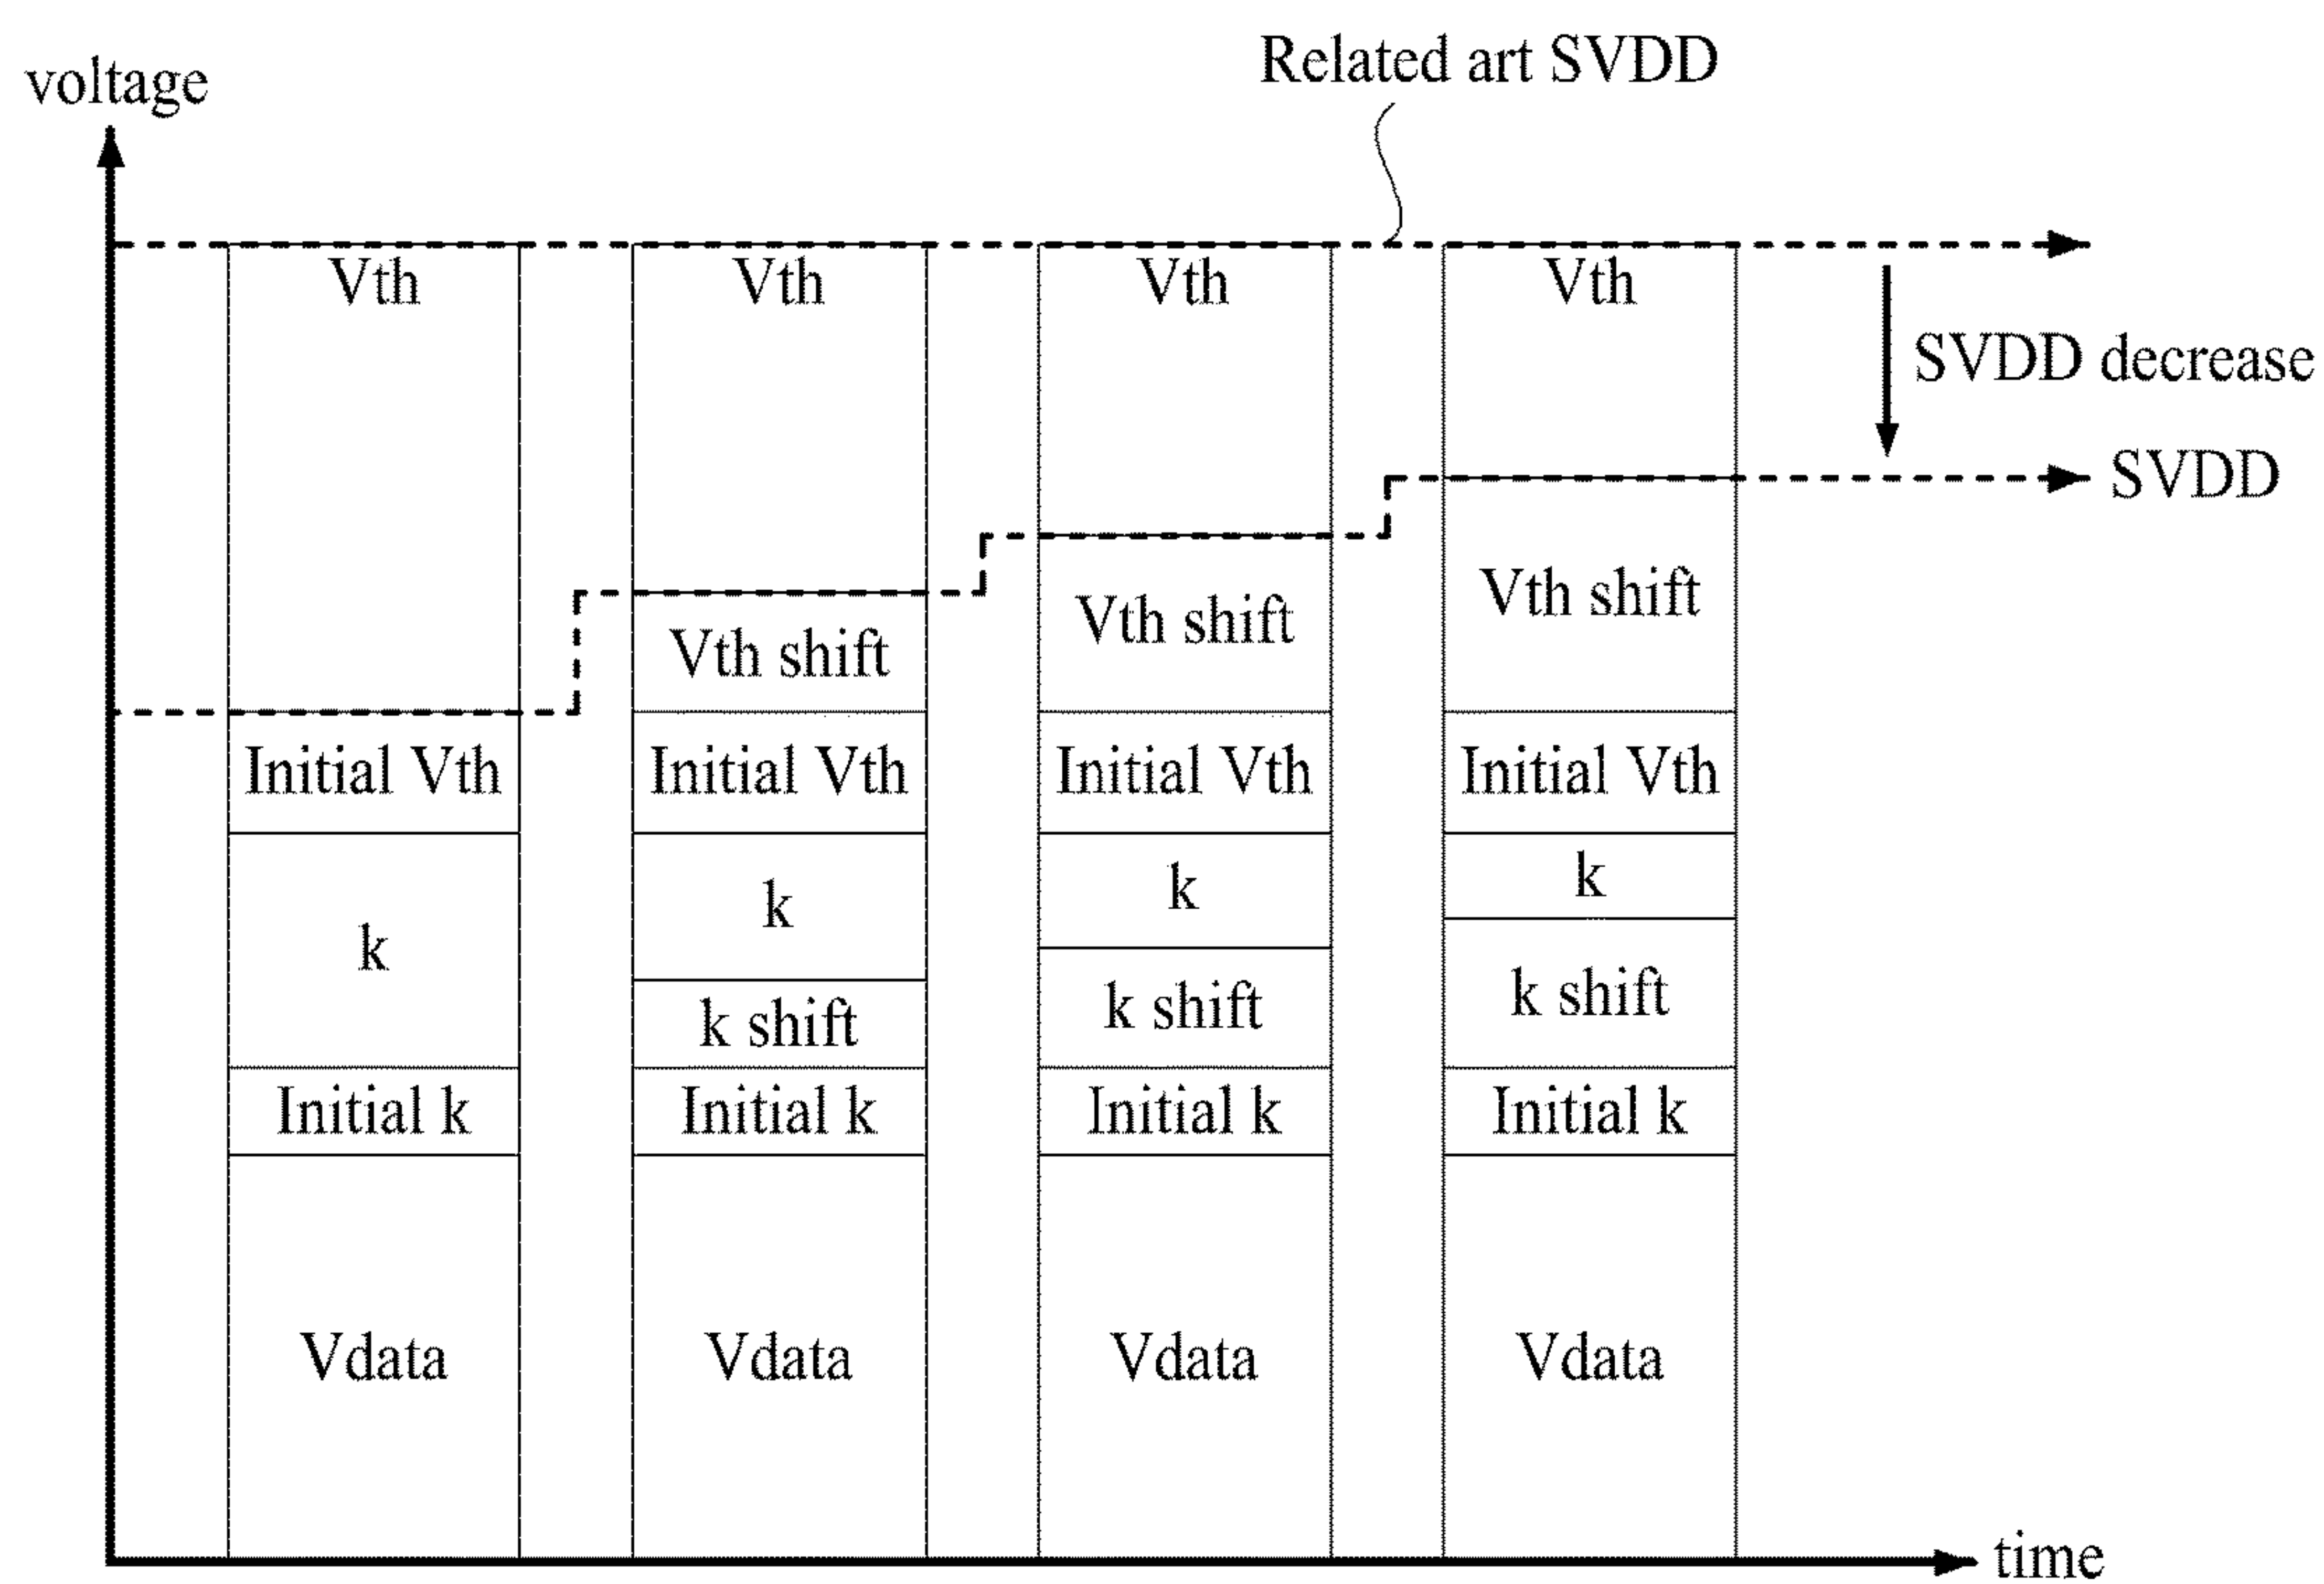 Related art SVDD
voltage
Vth
Vth
Vth
Vth
SVDD decrease
SVDD
Vth shift
Vth shift
Vth shift
Initial Vth
Initial Vth
Initial Vth
Initial Vth
k
k
k
k
k shift
k shift
k shift
Initial k
Initial k
Initial k
Initial k
Vdata
Vdata
Vdata
Vdata
time